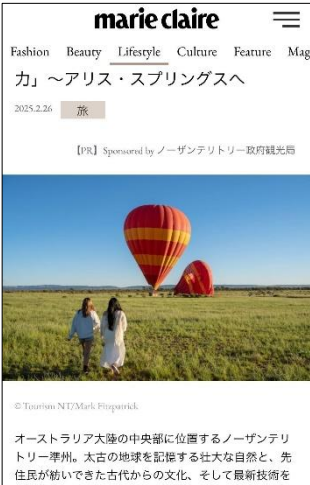 marie claire
Fashion Beauty Lifestyle Culture Feature Mag
力」～アリス・スプリングスへ
2025.2.26 旅
【PR】Sponsored by ノーザンテリトリー政府観光局
© Tourism NT/Mark Fitzpatrick
オーストラリア大陸の中央部に位置するノーザンテリ
トリー準州。太古の地球を記憶する壮大な自然と、先
住民が紡いできた古代からの文化、そして最新技術を